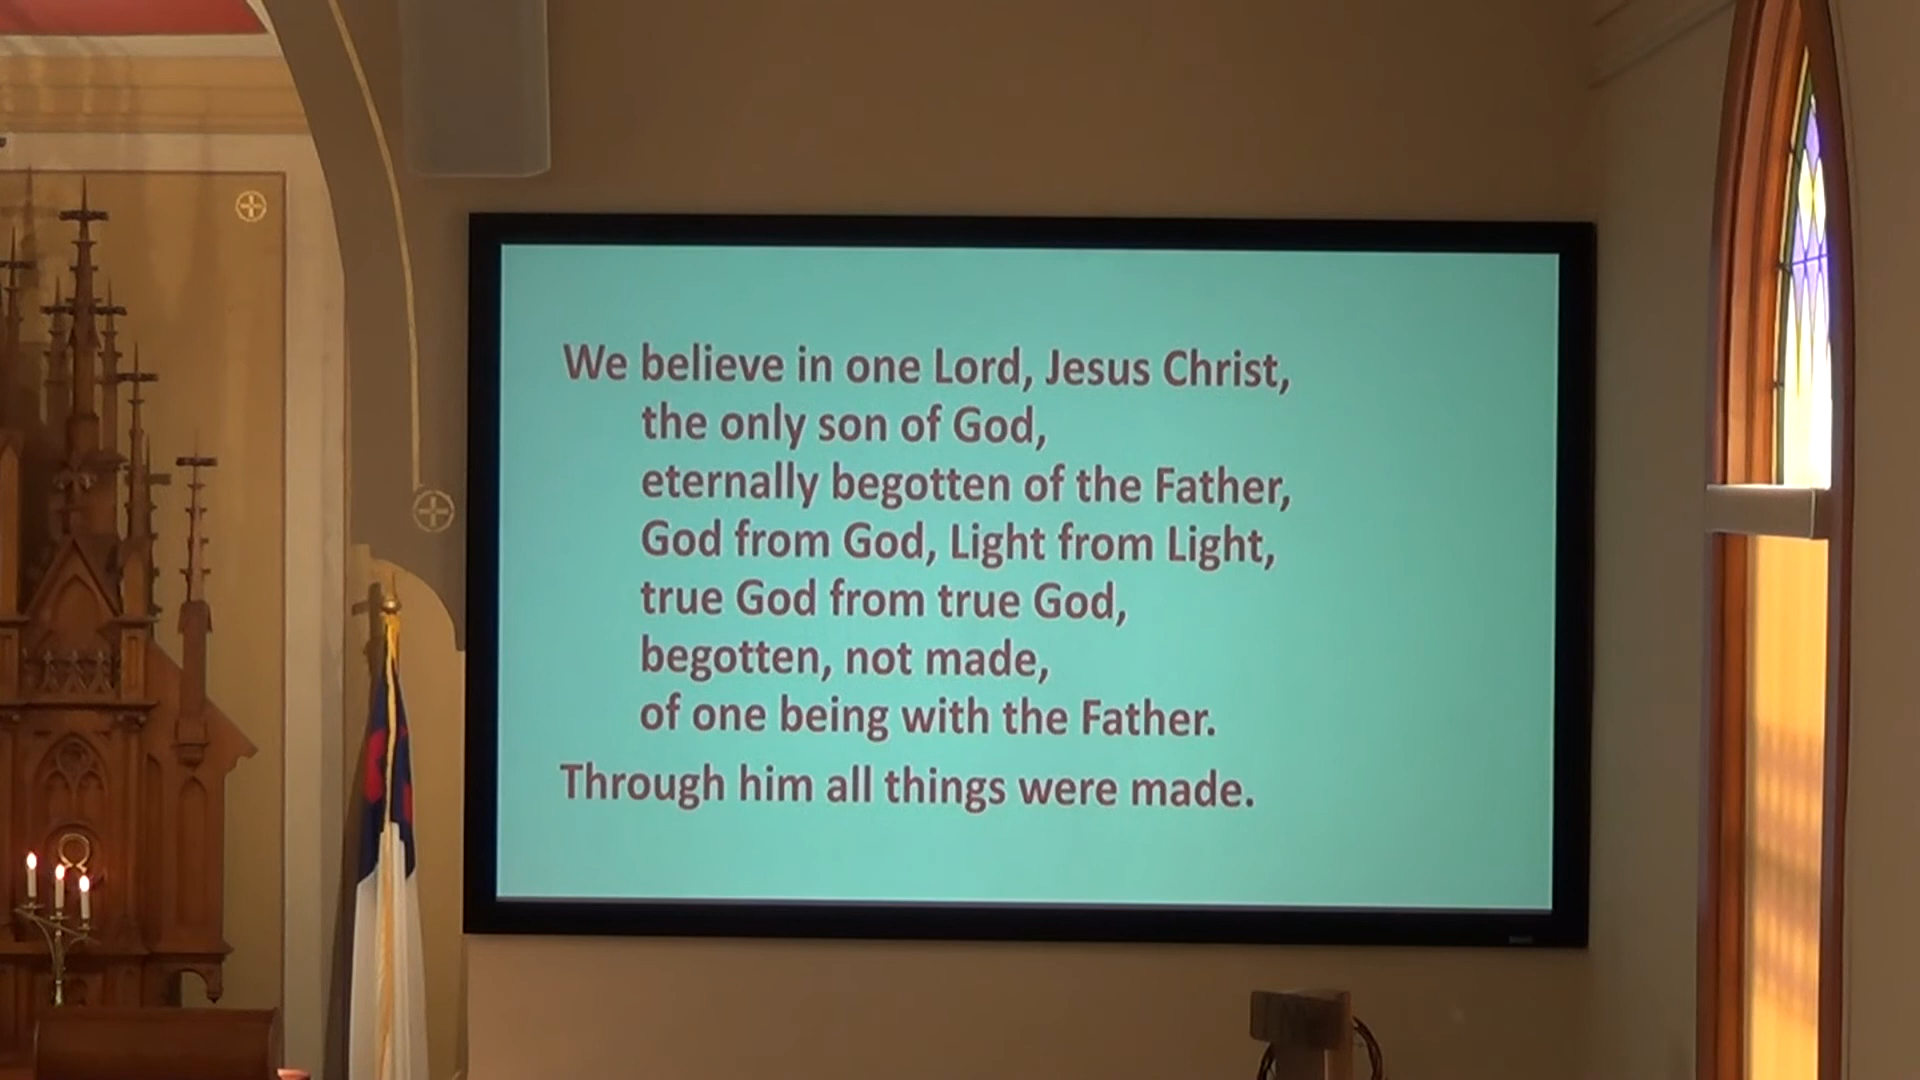 We believe in one Lord, Jesus Christ,
the only son of God,
eternally begotten of the Father,
God from God, Light from Light,
true God from true God,
begotten, not made,
of one being with the Father.
Through him all things were made.